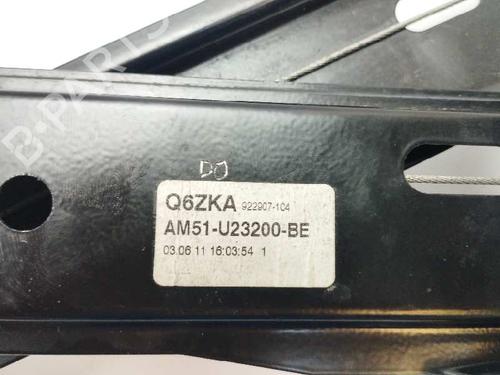 DO
Q6ZKA 922907-104
AM51-U23200-BE
03.06 11 16:03:54 1
B-PARTS